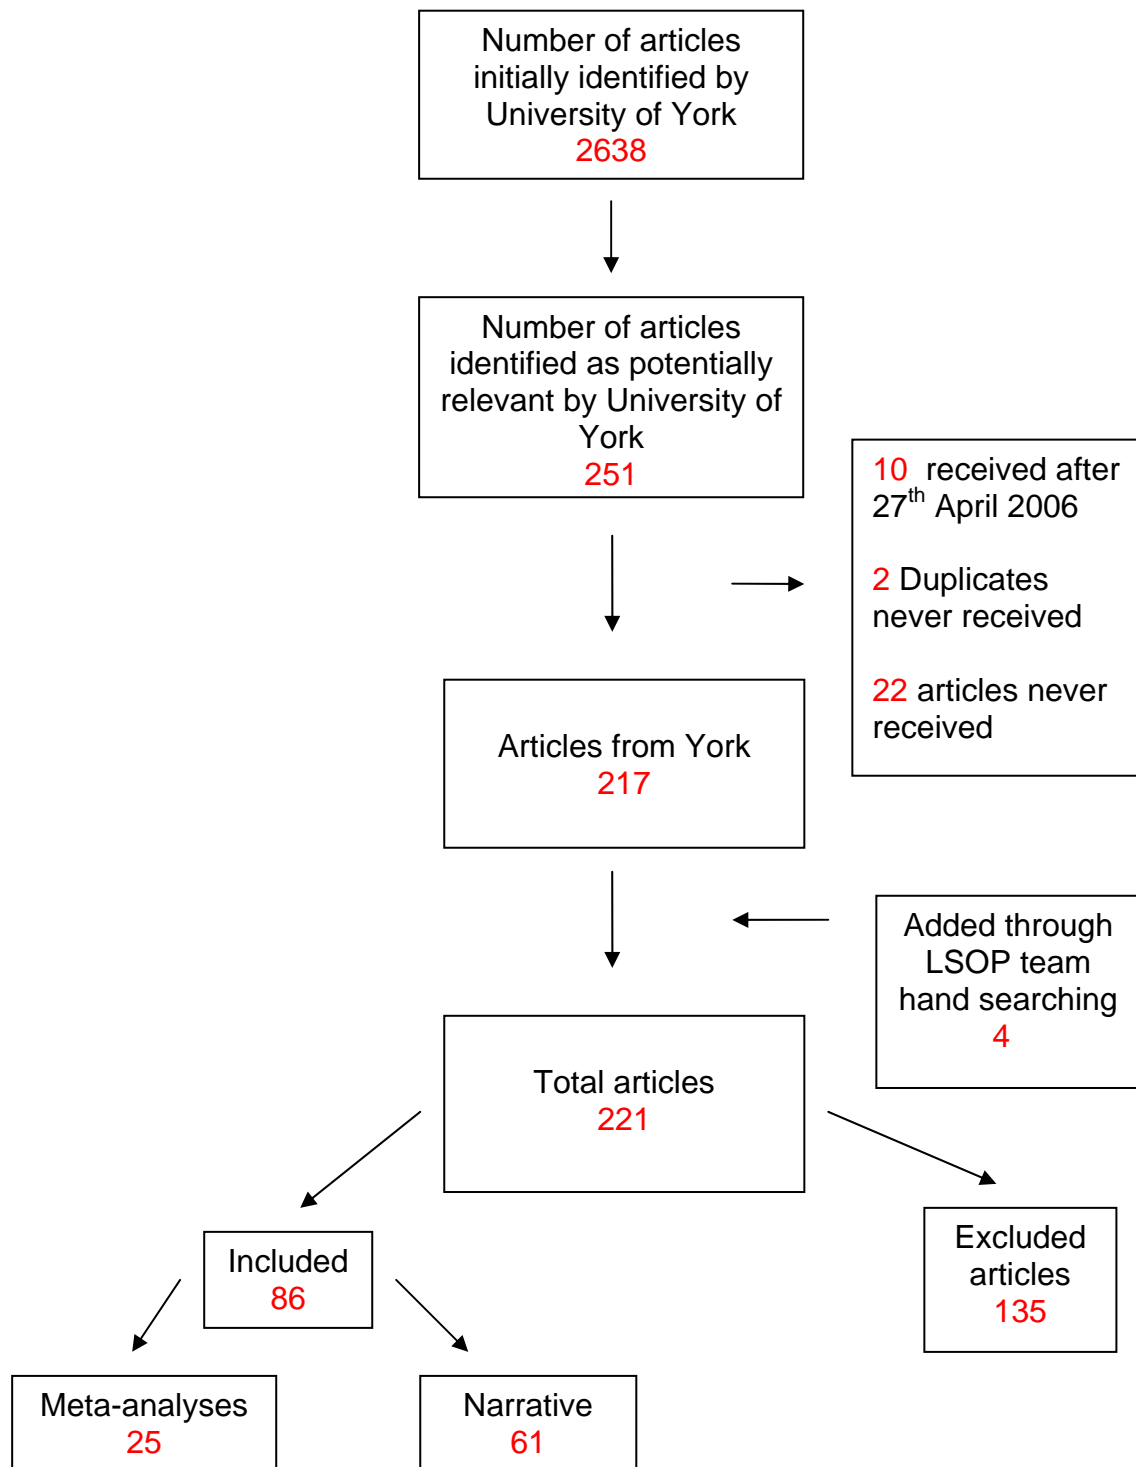 Number of articles
initially identified by
University of York
2638
Number of articles
identified as potentially
relevant by University of
York
251
10 received after
27th April 2006
2 Duplicates
never received
22 articles never
received
Articles from York
217
Added through
LSOP team
hand searching
4
Total articles
221
Included
86
Excluded
articles
135
Meta-analyses
25
Narrative
61